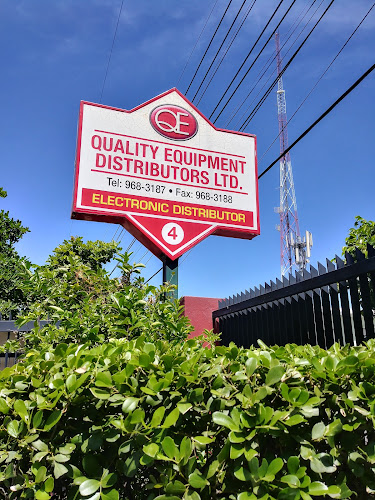 QE
QUALITY EQUIPMENT
DISTRIBUTORS LTD.
Tel: 968-3187 • Fax: 968-3188
ELECTRONIC DISTRIBUTOR
4